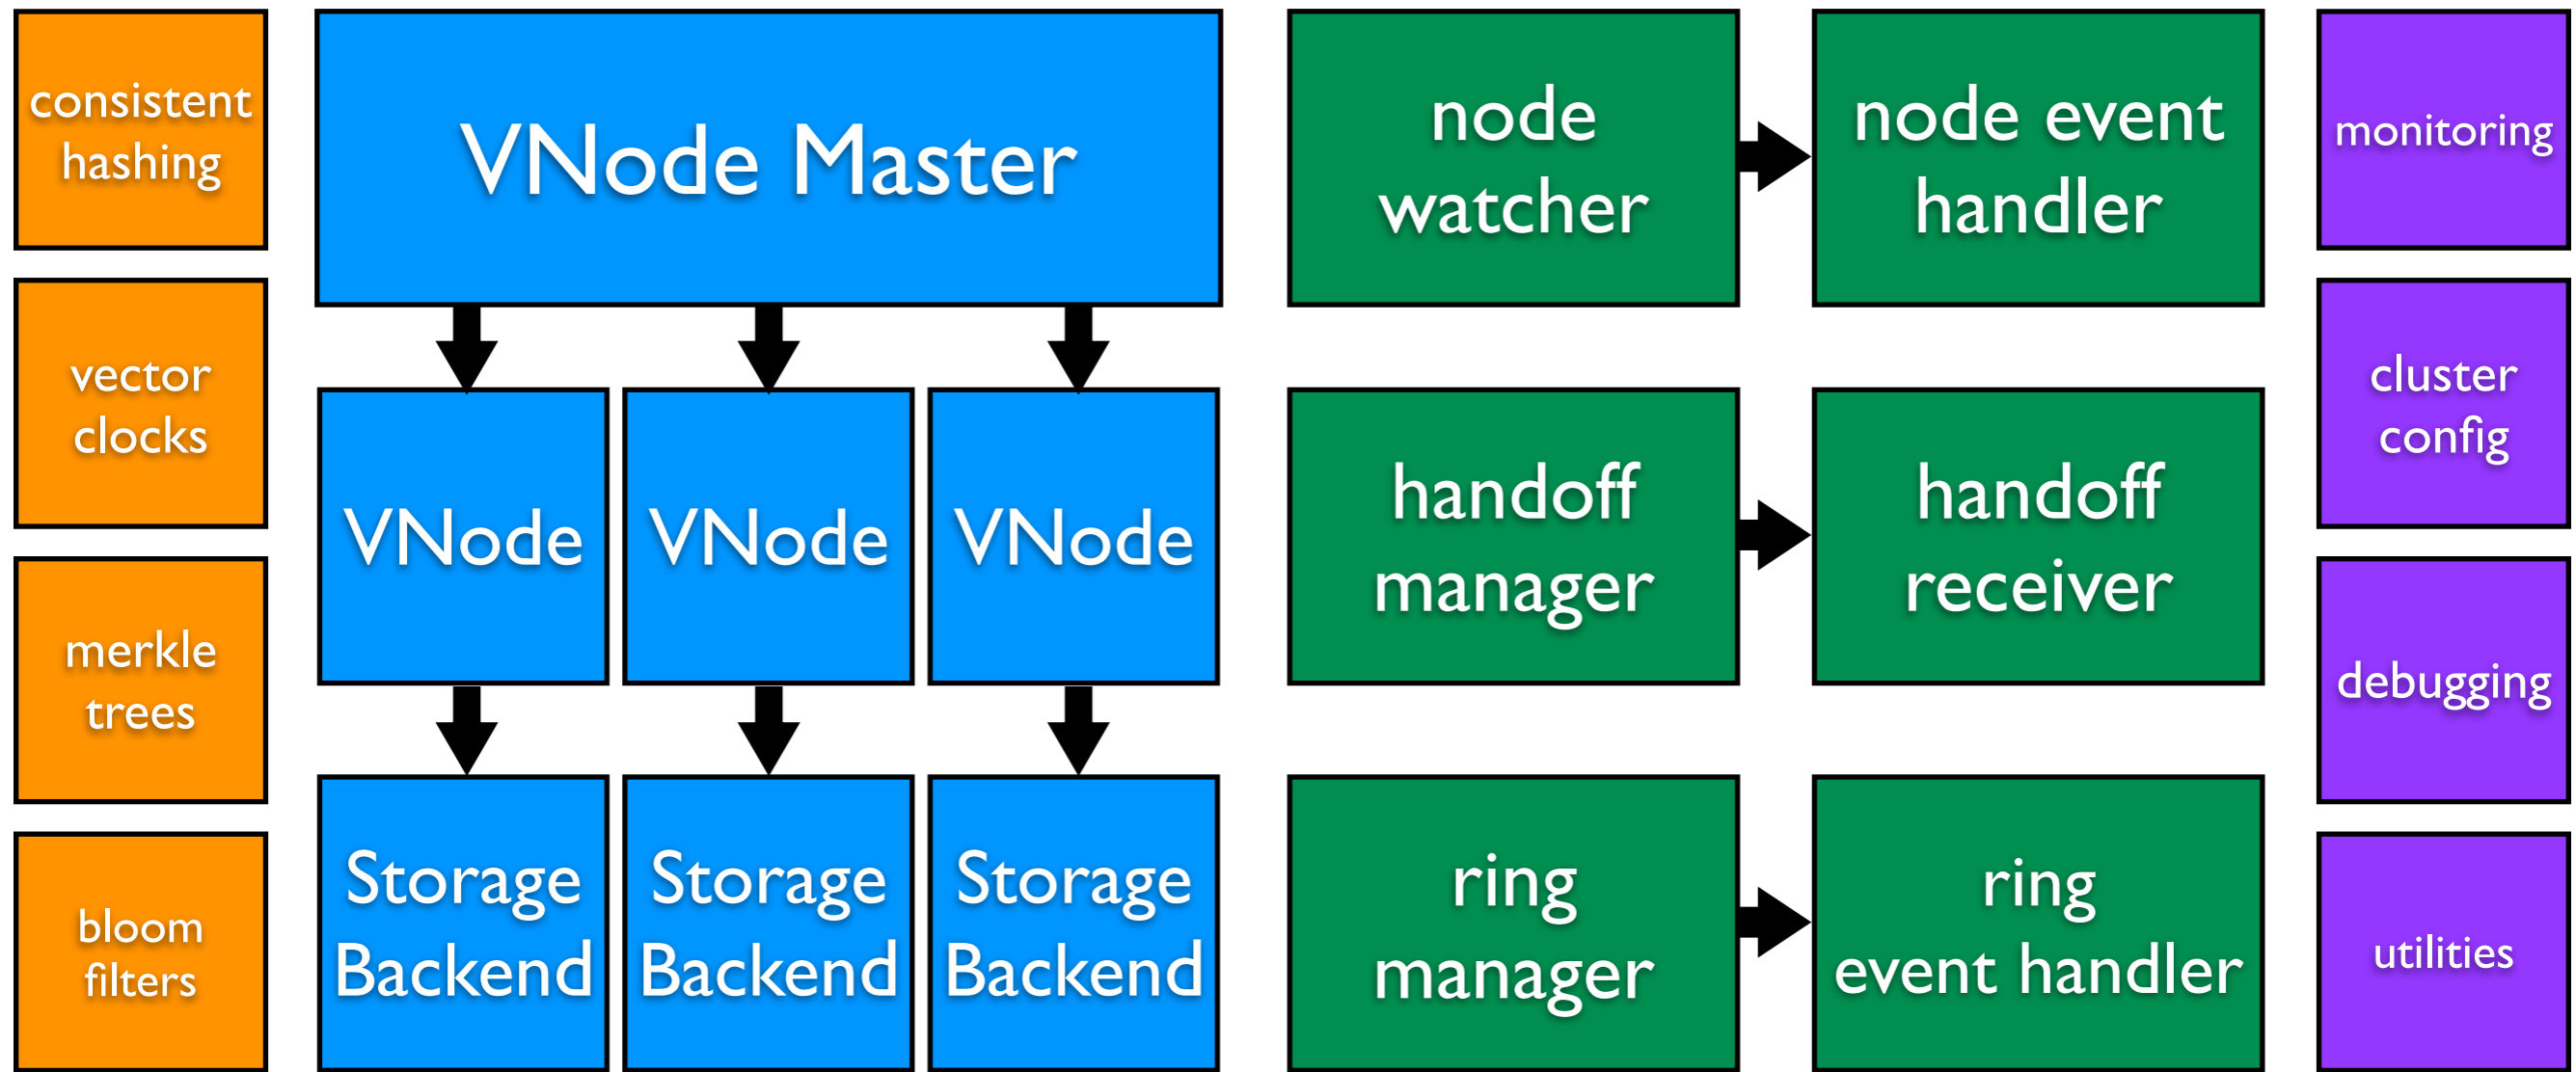 consistent
hashing
vector
clocks
merkle
trees
bloom
filters
VNode Master
VNode
VNode
VNode
Storage
Backend
Storage
Backend
Storage
Backend
node
watcher
node event
handler
handoff
manager
handoff
receiver
ring
manager
ring
event handler
monitoring
cluster
config
debugging
utilities